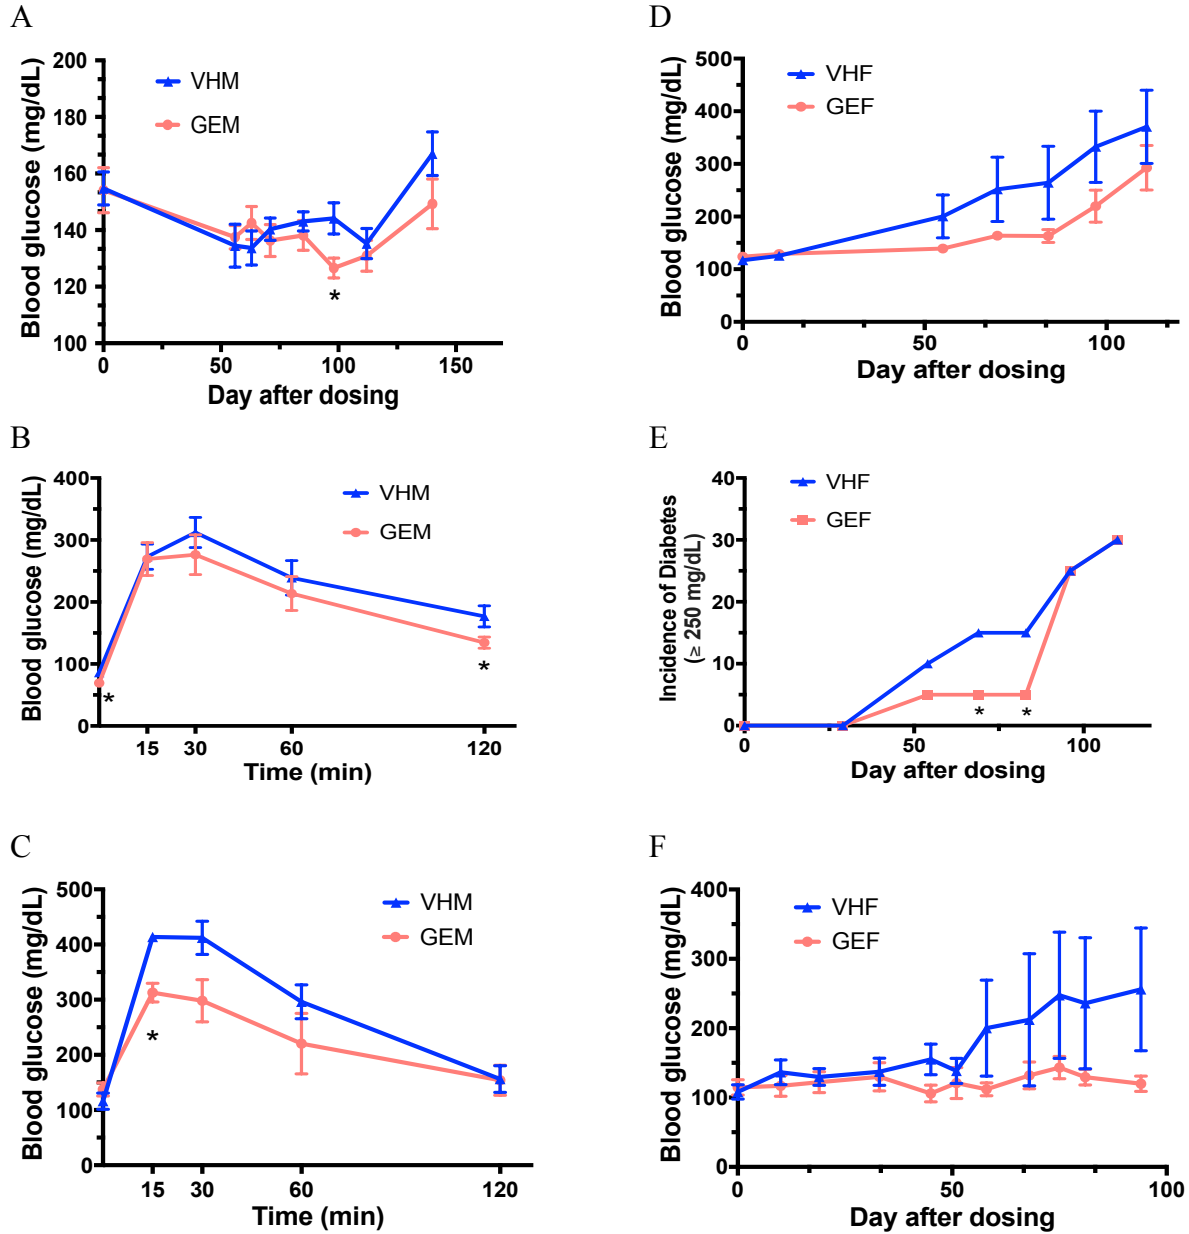 A
Blood glucose (mg/dL)
200
180
160
140
120
100
VHM
GEM
*
0 50 100 150
Day after dosing
B
Blood glucose (mg/dL)
400
300
200
100
0
VHM
GEM
*
*
15 30 60 120
Time (min)
C
Blood glucose (mg/dL)
500
400
300
200
100
0
VHM
GEM
*
15 30 60 120
Time (min)
D
Blood glucose (mg/dL)
500
400
300
200
100
0
VHF
GEF
0 50 100
Day after dosing
E
Incidence of Diabetes
(≥ 250 mg/dL)
40
30
20
10
0
VHF
GEF
* *
0 50 100
Day after dosing
F
Blood glucose (mg/dL)
400
300
200
100
0
VHF
GEF
0 50 100
Day after dosing